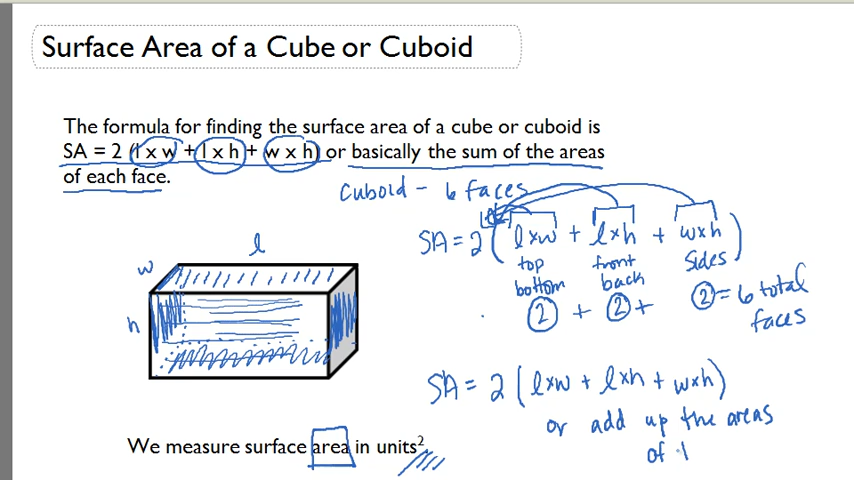 Surface Area of a Cube or Cuboid
The formula for finding the surface area of a cube or cuboid is
SA = 2 (l x w + l x h + w x h) or basically the sum of the areas
of each face.
Cuboid - 6 faces
SA = 2 ( l×w + l×h + w×h )
top front sides
bottom back
2 + 2 + 2 = 6 total
faces
l
w
h
SA = 2 ( l×w + l×h + w×h )
or add up the areas
of
We measure surface area in units²